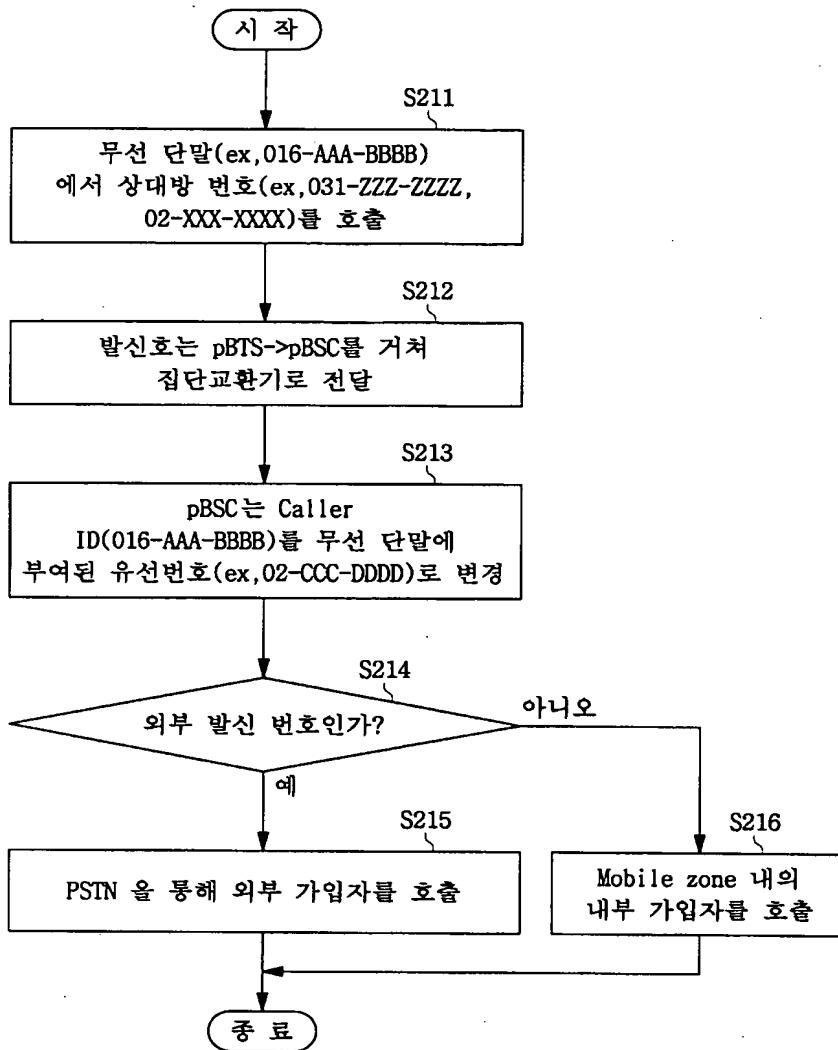 시 작
S211
무선 단말(ex,016-AAA-BBBB)
에서 상대방 번호(ex,031-ZZZ-ZZZZ,
02-XXX-XXXX)를 호출
S212
발신호는 pBTS->pBSC를 거쳐
집단교환기로 전달
S213
pBSC는 Caller
ID(016-AAA-BBBB)를 무선 단말에
부여된 유선번호(ex,02-CCC-DDDD)로 변경
S214
외부 발신 번호인가?
아니오
예
S215
PSTN 을 통해 외부 가입자를 호출
S216
Mobile zone 내의
내부 가입자를 호출
종 료